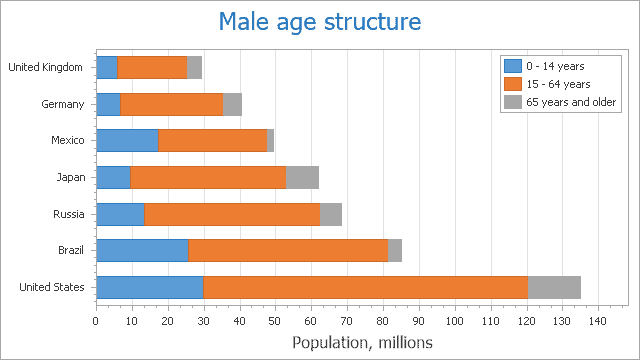 Male age structure
United Kingdom
Germany
Mexico
Japan
Russia
Brazil
United States
0 - 14 years
15 - 64 years
65 years and older
0 10 20 30 40 50 60 70 80 90 100 110 120 130 140
Population, millions